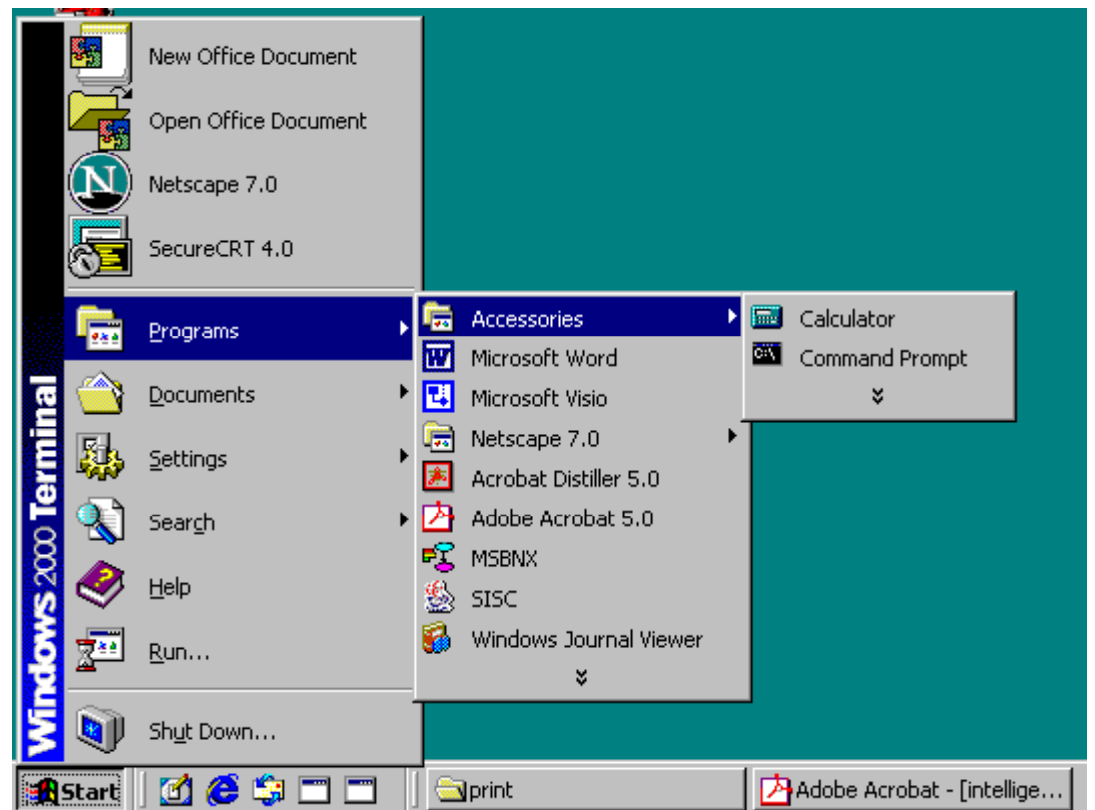 New Office Document
Open Office Document
Netscape 7.0
SecureCRT 4.0
Programs
Documents
Settings
Search
Help
Run...
Shut Down...
Windows 2000 Terminal
Accessories
Microsoft Word
Microsoft Visio
Netscape 7.0
Acrobat Distiller 5.0
Adobe Acrobat 5.0
MSBNX
SISC
Windows Journal Viewer
Calculator
Command Prompt
Start
print
Adobe Acrobat - [intellige...